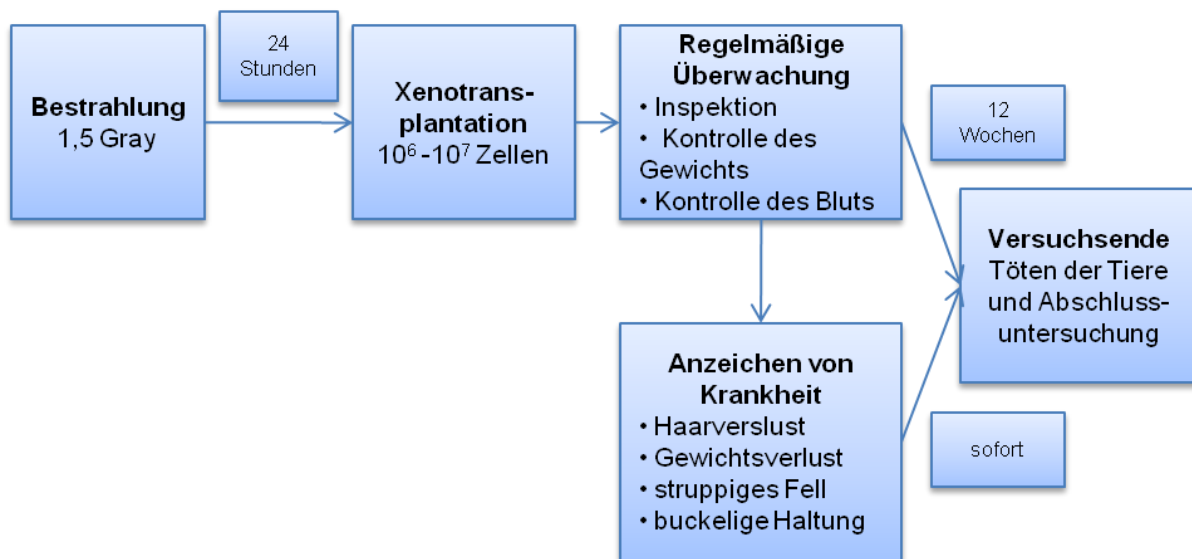 Bestrahlung
1,5 Gray
24
Stunden
Xenotrans-
plantation
10⁶ -10⁷ Zellen
Regelmäßige
Überwachung
• Inspektion
• Kontrolle des
Gewichts
• Kontrolle des Bluts
12
Wochen
Versuchsende
Töten der Tiere
und Abschluss-
untersuchung
Anzeichen von
Krankheit
• Haarverslust
• Gewichtsverlust
• struppiges Fell
• buckelige Haltung
sofort